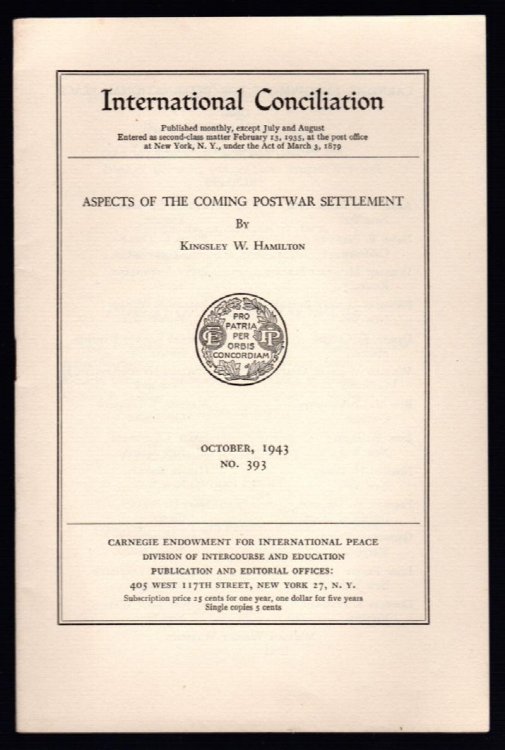 International Conciliation
Published monthly, except July and August
Entered as second-class matter February 13, 1935, at the post office
at New York, N. Y., under the Act of March 3, 1879
ASPECTS OF THE COMING POSTWAR SETTLEMENT
By
Kingsley W. Hamilton
PRO
PATRIA
PER
ORBIS
CONCORDIAM
OCTOBER, 1943
NO. 393
CARNEGIE ENDOWMENT FOR INTERNATIONAL PEACE
DIVISION OF INTERCOURSE AND EDUCATION
PUBLICATION AND EDITORIAL OFFICES:
405 WEST 117TH STREET, NEW YORK 27, N. Y.
Subscription price 25 cents for one year, one dollar for five years
Single copies 5 cents